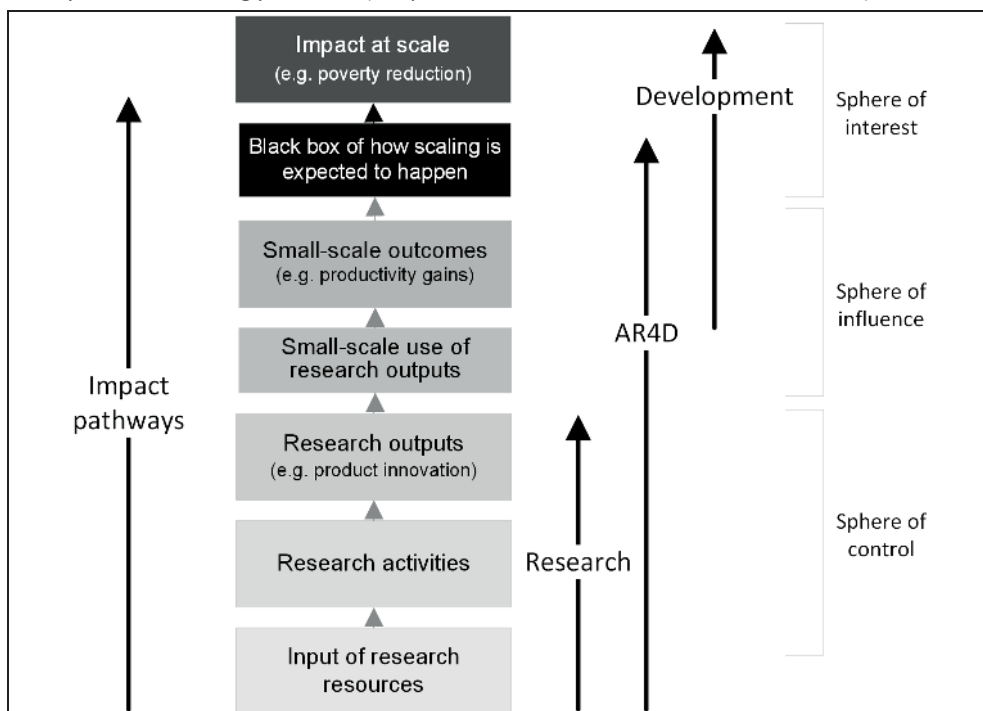 Impact at scale
(e.g. poverty reduction)
Black box of how scaling is
expected to happen
Small-scale outcomes
(e.g. productivity gains)
Small-scale use of
research outputs
Research outputs
(e.g. product innovation)
Research activities
Input of research
resources
Impact
pathways
Research
AR4D
Development
Sphere of
interest
Sphere of
influence
Sphere of
control